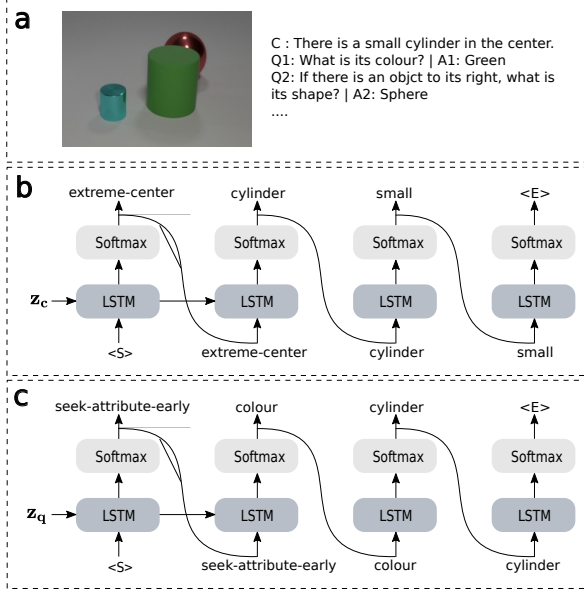 a
C : There is a small cylinder in the center.
Q1: What is its colour? | A1: Green
Q2: If there is an objct to its right, what is
its shape? | A2: Sphere
....
b
extreme-center cylinder small <E>
Softmax Softmax Softmax Softmax
z_c LSTM LSTM LSTM LSTM
<S> extreme-center cylinder small
c
seek-attribute-early colour cylinder <E>
Softmax Softmax Softmax Softmax
z_q LSTM LSTM LSTM LSTM
<S> seek-attribute-early colour cylinder